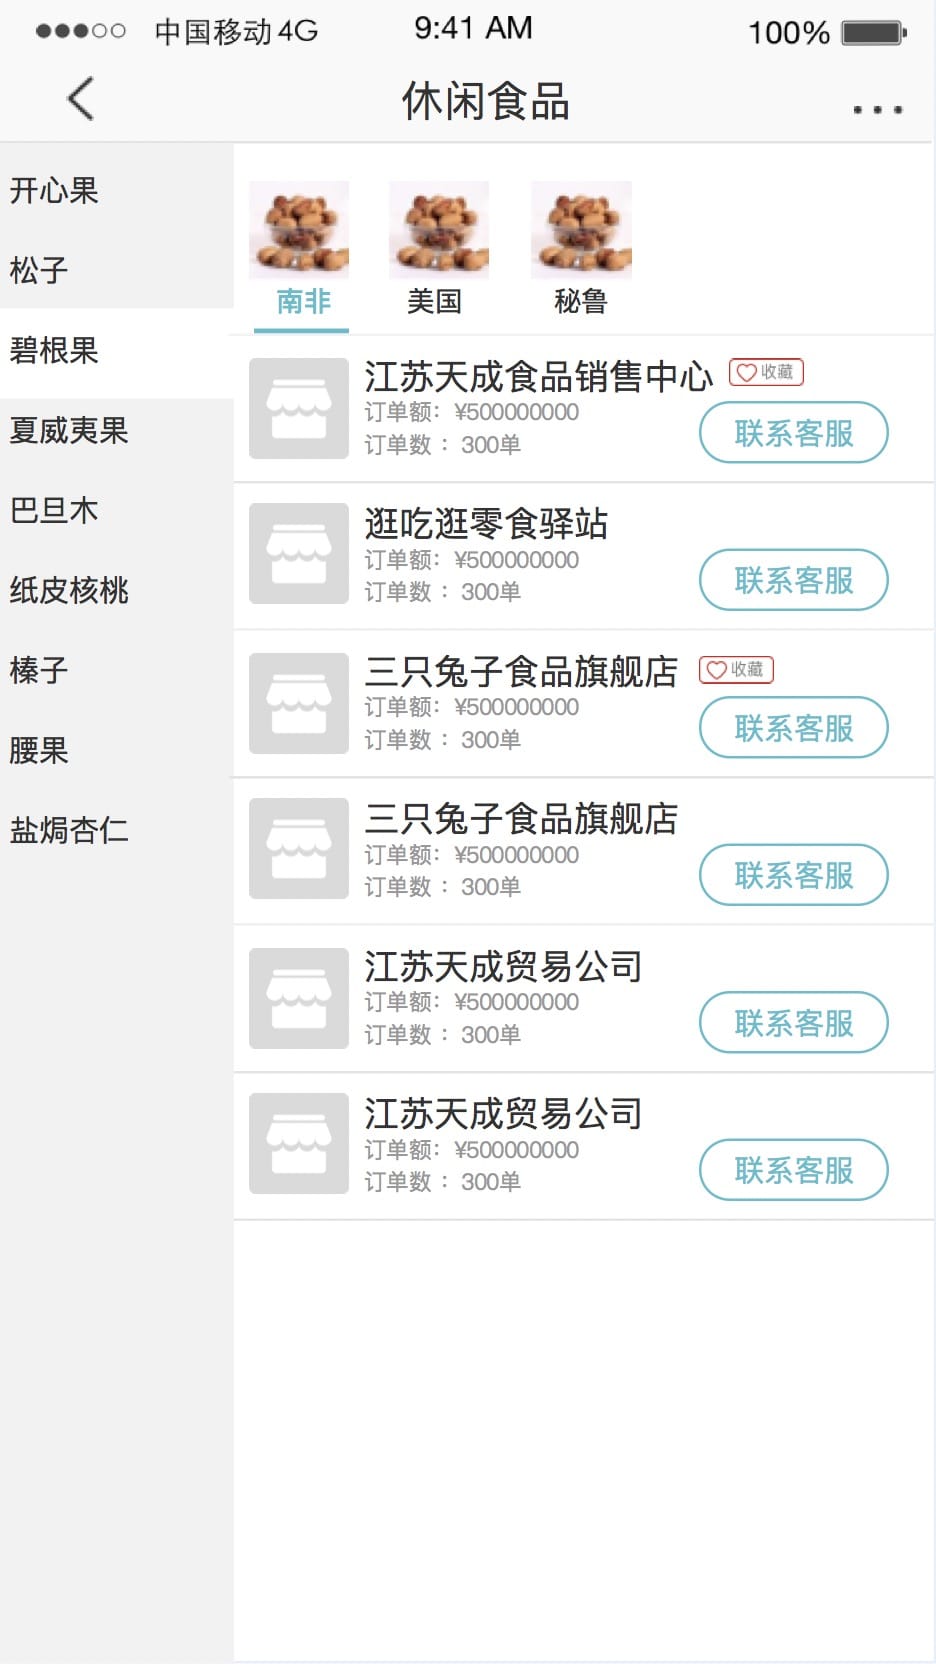 中国移动 4G 9:41 AM 100%
休闲食品
开心果
松子
碧根果
夏威夷果
巴旦木
纸皮核桃
榛子
腰果
盐焗杏仁
南非 美国 秘鲁
江苏天成食品销售中心 收藏
订单额：¥500000000
订单数 ：300单
联系客服
逛吃逛零食驿站
订单额：¥500000000
订单数 ：300单
联系客服
三只兔子食品旗舰店 收藏
订单额：¥500000000
订单数 ：300单
联系客服
三只兔子食品旗舰店
订单额：¥500000000
订单数 ：300单
联系客服
江苏天成贸易公司
订单额：¥500000000
订单数 ：300单
联系客服
江苏天成贸易公司
订单额：¥500000000
订单数 ：300单
联系客服